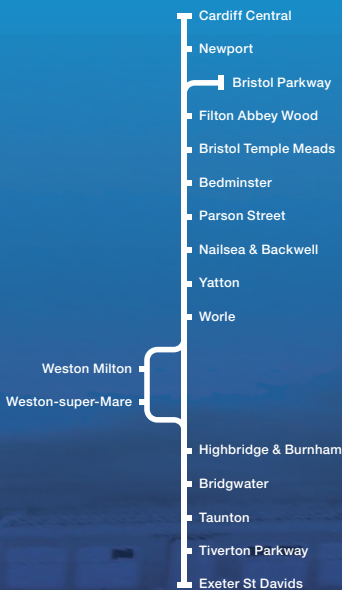 Cardiff Central
Newport
Bristol Parkway
Filton Abbey Wood
Bristol Temple Meads
Bedminster
Parson Street
Nailsea & Backwell
Yatton
Worle
Weston Milton
Weston-super-Mare
Highbridge & Burnham
Bridgwater
Taunton
Tiverton Parkway
Exeter St Davids